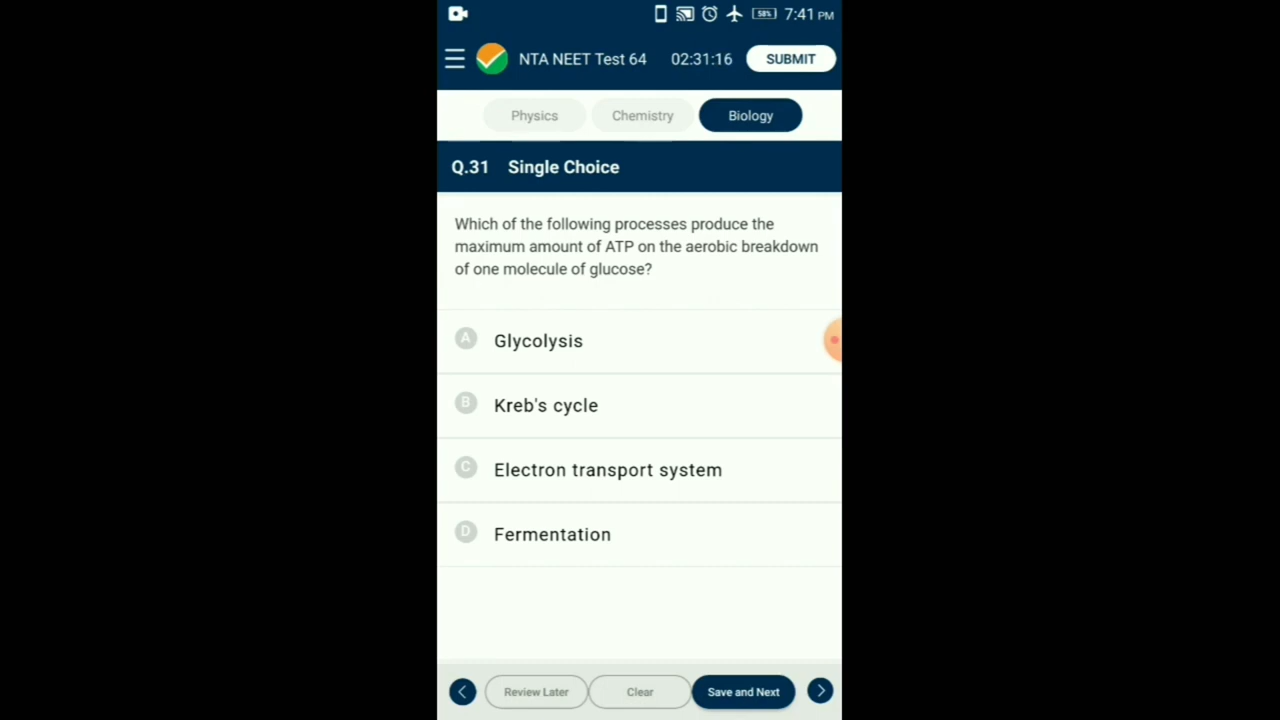 58% 7:41 PM
NTA NEET Test 64 02:31:16 SUBMIT
Physics Chemistry Biology
Q.31 Single Choice
Which of the following processes produce the
maximum amount of ATP on the aerobic breakdown
of one molecule of glucose?
A Glycolysis
B Kreb's cycle
C Electron transport system
D Fermentation
Review Later Clear Save and Next